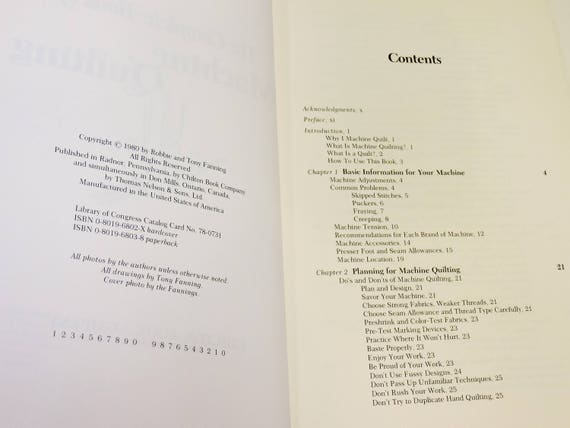 The Complete Book of
Machine
Quilting
Copyright © 1980 by Robbie and Tony Fanning
All Rights Reserved
Published in Radnor, Pennsylvania, by Chilton Book Company
and simultaneously in Don Mills, Ontario, Canada,
by Thomas Nelson & Sons, Ltd.
Manufactured in the United States of America
Library of Congress Catalog Card No. 78-0731
ISBN 0-8019-6802-X hardcover
ISBN 0-8019-6803-8 paperback
All photos by the authors unless otherwise noted.
All drawings by Tony Fanning.
Cover photo by the Fannings.
1 2 3 4 5 6 7 8 9 0 9 8 7 6 5 4 3 2 1 0
Contents
Acknowledgments, x
Preface, xi
Introduction, 1
Why I Machine Quilt, 1
What Is Machine Quilting?, 1
What is a Quilt?, 2
How To Use This Book, 3
Chapter 1 Basic Information for Your Machine 4
Machine Adjustments, 4
Common Problems, 4
Skipped Stitches, 5
Puckers, 6
Fraying, 7
Creeping, 8
Machine Tension, 10
Recommendations for Each Brand of Machine, 12
Machine Accessories, 14
Presser Foot and Seam Allowances, 15
Machine Location, 19
Chapter 2 Planning for Machine Quilting 21
Do's and Don'ts of Machine Quilting, 21
Plan and Design, 21
Savor Your Machine, 21
Choose Strong Fabrics, Weaker Threads, 21
Choose Seam Allowance and Thread Type Carefully, 21
Preshrink and Color-Test Fabrics, 23
Pre-Test Marking Devices, 23
Practice Where It Won't Hurt, 23
Baste Properly, 23
Enjoy Your Work, 23
Be Proud of Your Work, 23
Don't Use Fussy Designs, 24
Don't Pass Up Unfamiliar Techniques, 25
Don't Rush Your Work, 25
Don't Try to Duplicate Hand Quilting, 25